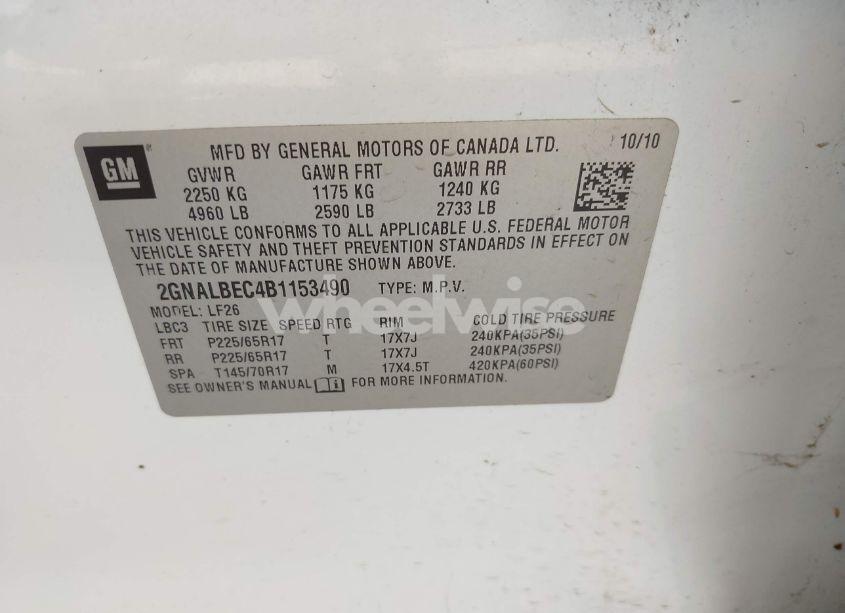 GM
MFD BY GENERAL MOTORS OF CANADA LTD. 10/10
GVWR GAWR FRT GAWR RR
2250 KG 1175 KG 1240 KG
4960 LB 2590 LB 2733 LB
THIS VEHICLE CONFORMS TO ALL APPLICABLE U.S. FEDERAL MOTOR
VEHICLE SAFETY AND THEFT PREVENTION STANDARDS IN EFFECT ON
THE DATE OF MANUFACTURE SHOWN ABOVE.
2GNALBEC4B1153490 TYPE: M.P.V.
wheelwise
MODEL: LF26
LBC3 TIRE SIZE SPEED RTG RIM COLD TIRE PRESSURE
FRT P225/65R17 T 17X7J 240KPA(35PSI)
RR P225/65R17 T 17X7J 240KPA(35PSI)
SPA T145/70R17 M 17X4.5T 420KPA(60PSI)
SEE OWNER'S MANUAL FOR MORE INFORMATION.